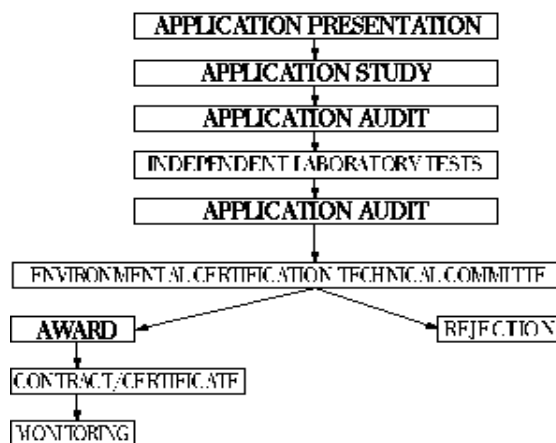 APPLICATION PRESENTATION
APPLICATION STUDY
APPLICATION AUDIT
INDEPENDENT LABORATORY TESTS
APPLICATION AUDIT
ENVIRONMENTAL CERTIFICATION TECHNICAL COMMITTE
AWARD
REJECTION
CONTRACT/CERTIFICATE
MONITORING